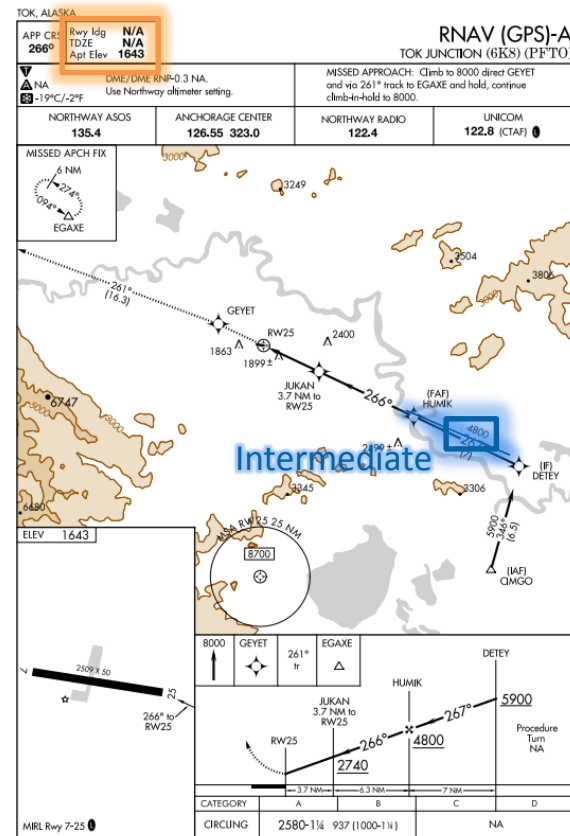 TOK, ALASKA
APP CRS
266°
Rwy ldg N/A
TDZE N/A
Apt Elev 1643
RNAV (GPS)-A
TOK JUNCTION (6K8) (PFTO)
T
A NA
-19°C/-2°F
DME/DME RNP-0.3 NA.
Use Northway altimeter setting.
MISSED APPROACH: Climb to 8000 direct GEYET
and via 261° track to EGAXE and hold, continue
climb-in-hold to 8000.
NORTHWAY ASOS
135.4
ANCHORAGE CENTER
126.55 323.0
NORTHWAY RADIO
122.4
UNICOM
122.8 (CTAF) L
MISSED APCH FIX
6 NM
274°
094°
EGAXE
3000
3249
3504
3806
3000
261°
(16.3)
GEYET
RW25
2400
1863
1899±
JUKAN
3.7 NM to
RW25
266°
(FAF)
HUMIK
4800
267°
(7)
2499±
Intermediate
(IF)
DETEY
6747
5000
3000
3345
3306
6680
5900
346°
(6.5)
(IAF)
CIMGO
MSA RW25 25 NM
8700
ELEV 1643
7
2509 X 50
25
266° to
RW25
MIRL Rwy 7-25 L
8000
GEYET
261°
tr
EGAXE
DETEY
HUMIK
JUKAN
3.7 NM to
RW25
RW25
5900
267°
266°
4800
2740
Procedure
Turn
NA
3.7 NM
6.3 NM
7 NM
CATEGORY A B C D
CIRCLING 2580-1¼ 937 (1000-1¼) NA